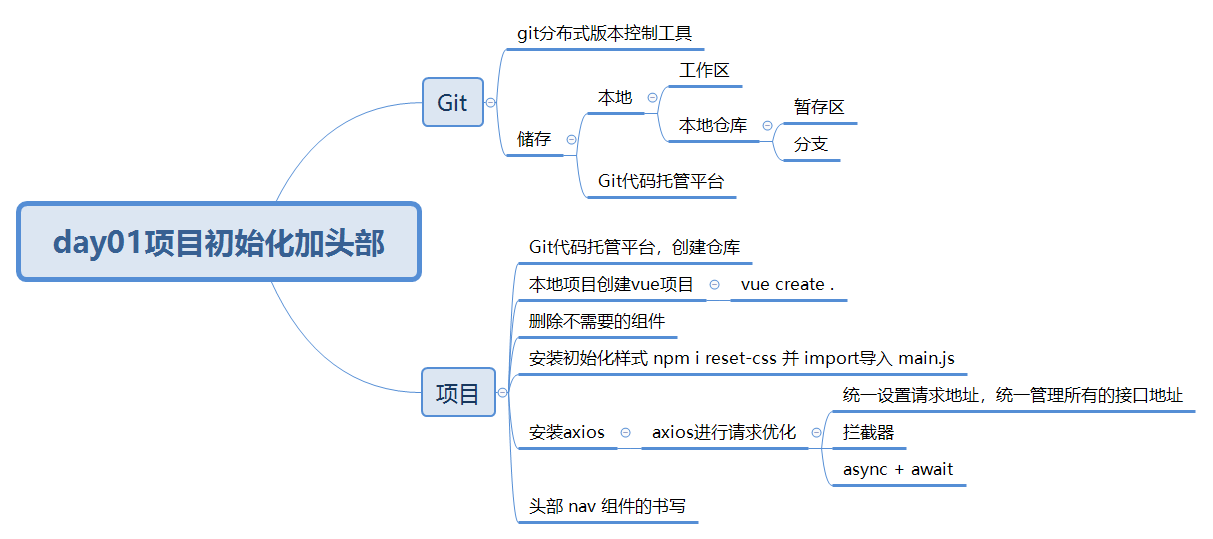 day01项目初始化加头部
Git
git分布式版本控制工具
储存
本地
工作区
本地仓库
暂存区
分支
Git代码托管平台
项目
Git代码托管平台，创建仓库
本地项目创建vue项目
vue create .
删除不需要的组件
安装初始化样式 npm i reset-css 并 import导入 main.js
安装axios
axios进行请求优化
统一设置请求地址，统一管理所有的接口地址
拦截器
async + await
头部 nav 组件的书写